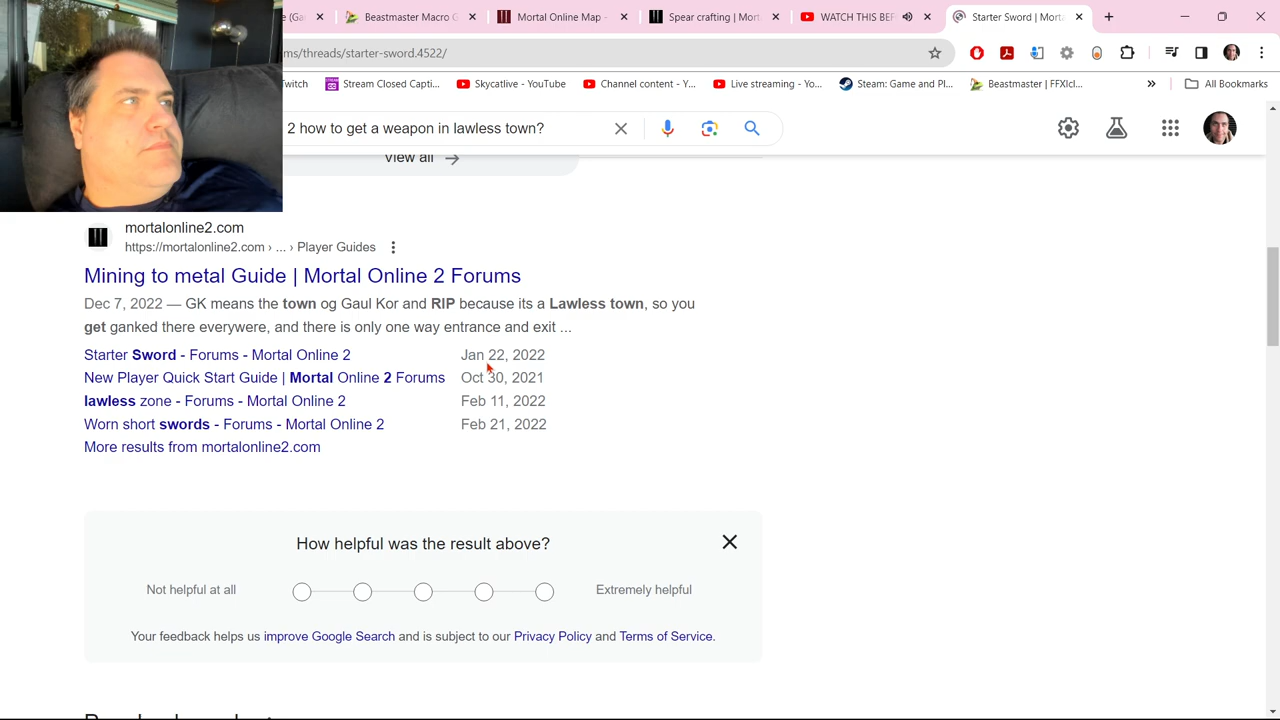 e (Ga
Beastmaster Macro G
Mortal Online Map -
Spear crafting | Mort
WATCH THIS BEF
Starter Sword | Morta
ms/threads/starter-sword.4522/
witch
Stream Closed Capti...
Skycatlive - YouTube
Channel content - Y...
Live streaming - Yo...
Steam: Game and Pl...
Beastmaster | FFXIcl...
All Bookmarks
2 how to get a weapon in lawless town?
View all
mortalonline2.com
https://mortalonline2.com › ... › Player Guides
Mining to metal Guide | Mortal Online 2 Forums
Dec 7, 2022 — GK means the town og Gaul Kor and RIP because its a Lawless town, so you
get ganked there everywere, and there is only one way entrance and exit ...
Starter Sword - Forums - Mortal Online 2 Jan 22, 2022
New Player Quick Start Guide | Mortal Online 2 Forums Oct 30, 2021
lawless zone - Forums - Mortal Online 2 Feb 11, 2022
Worn short swords - Forums - Mortal Online 2 Feb 21, 2022
More results from mortalonline2.com
How helpful was the result above?
Not helpful at all
Extremely helpful
Your feedback helps us improve Google Search and is subject to our Privacy Policy and Terms of Service.